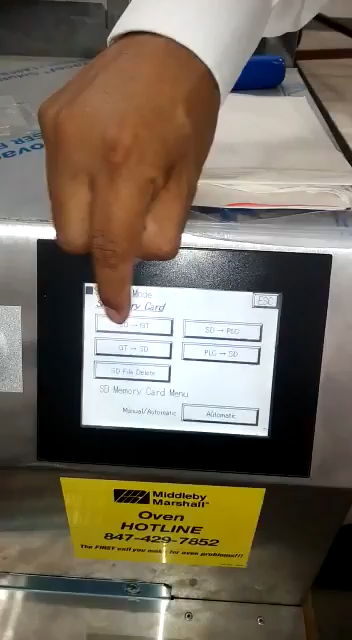 Mode
ESC
ry Card
→ GT
SD → PLC
GT → SD
PLC → SD
SD File Delete
SD Memory Card Menu
Manual/Automatic
Automatic
Middleby
Marshall
Oven
HOTLINE
847-429-7852
The FIRST call you make for oven problems!!!